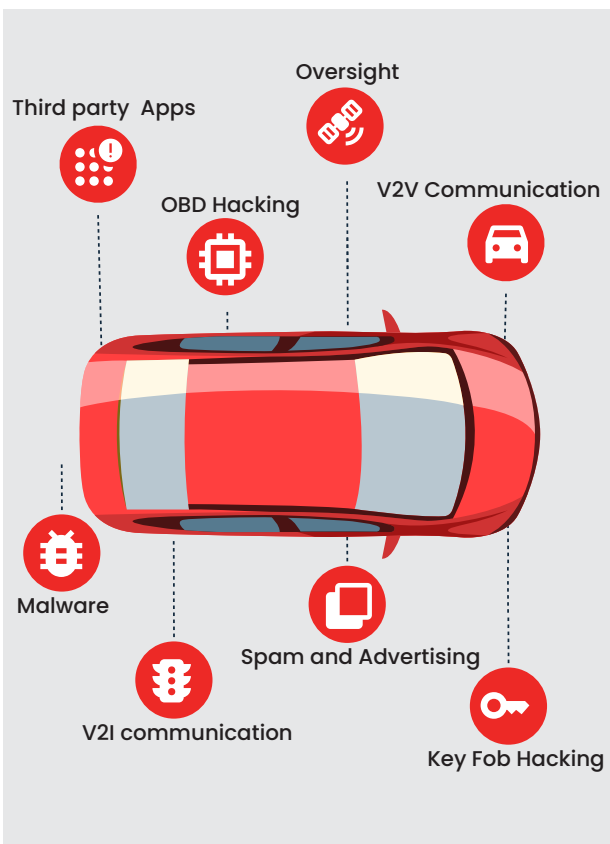 Oversight
Third party Apps
V2V Communication
OBD Hacking
Malware
Spam and Advertising
V2I communication
Key Fob Hacking